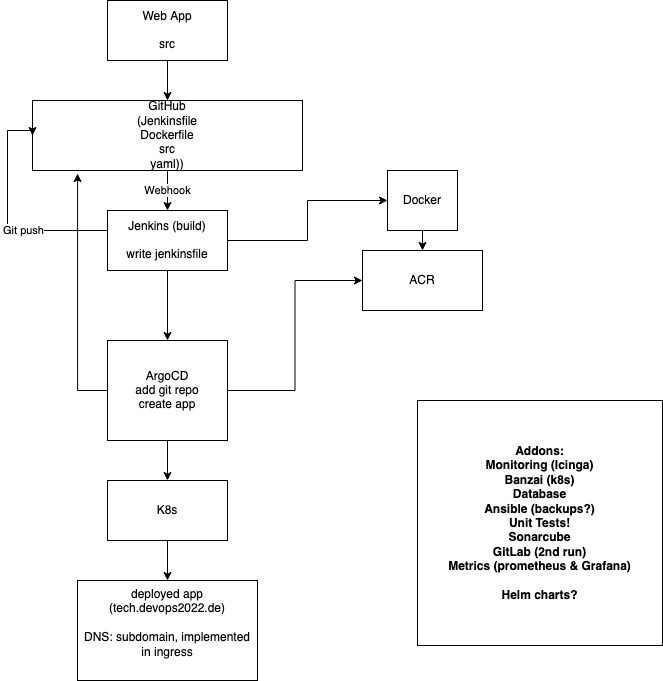 Web App
src
GitHub
(Jenkinsfile
Dockerfile
src
yaml))
Webhook
Git push
Jenkins (build)
write jenkinsfile
Docker
ACR
ArgoCD
add git repo
create app
K8s
deployed app
(tech.devops2022.de)
DNS: subdomain, implemented
in ingress
Addons:
Monitoring (Icinga)
Banzai (k8s)
Database
Ansible (backups?)
Unit Tests!
Sonarcube
GitLab (2nd run)
Metrics (prometheus & Grafana)
Helm charts?